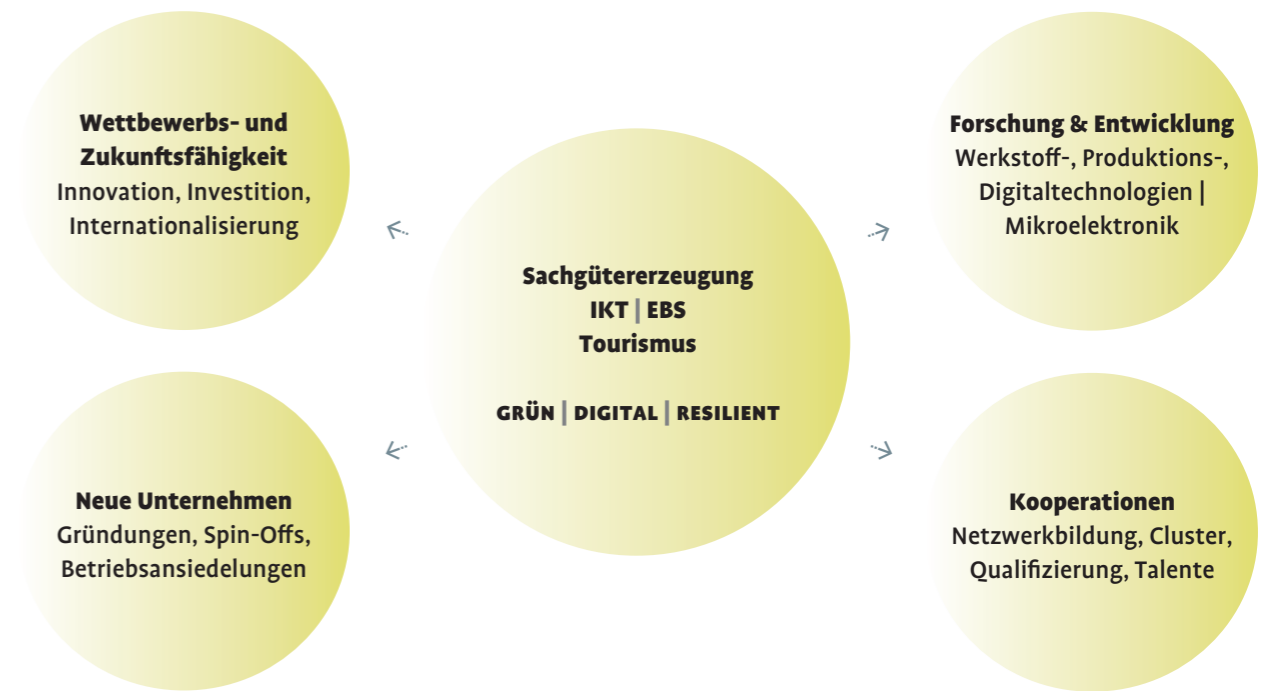 Wettbewerbs- und
Zukunftsfähigkeit
Innovation, Investition,
Internationalisierung
Forschung & Entwicklung
Werkstoff-, Produktions-,
Digitaltechnologien |
Mikroelektronik
Sachgütererzeugung
IKT | EBS
Tourismus
GRÜN | DIGITAL | RESILIENT
Neue Unternehmen
Gründungen, Spin-Offs,
Betriebsansiedelungen
Kooperationen
Netzwerkbildung, Cluster,
Qualifizierung, Talente